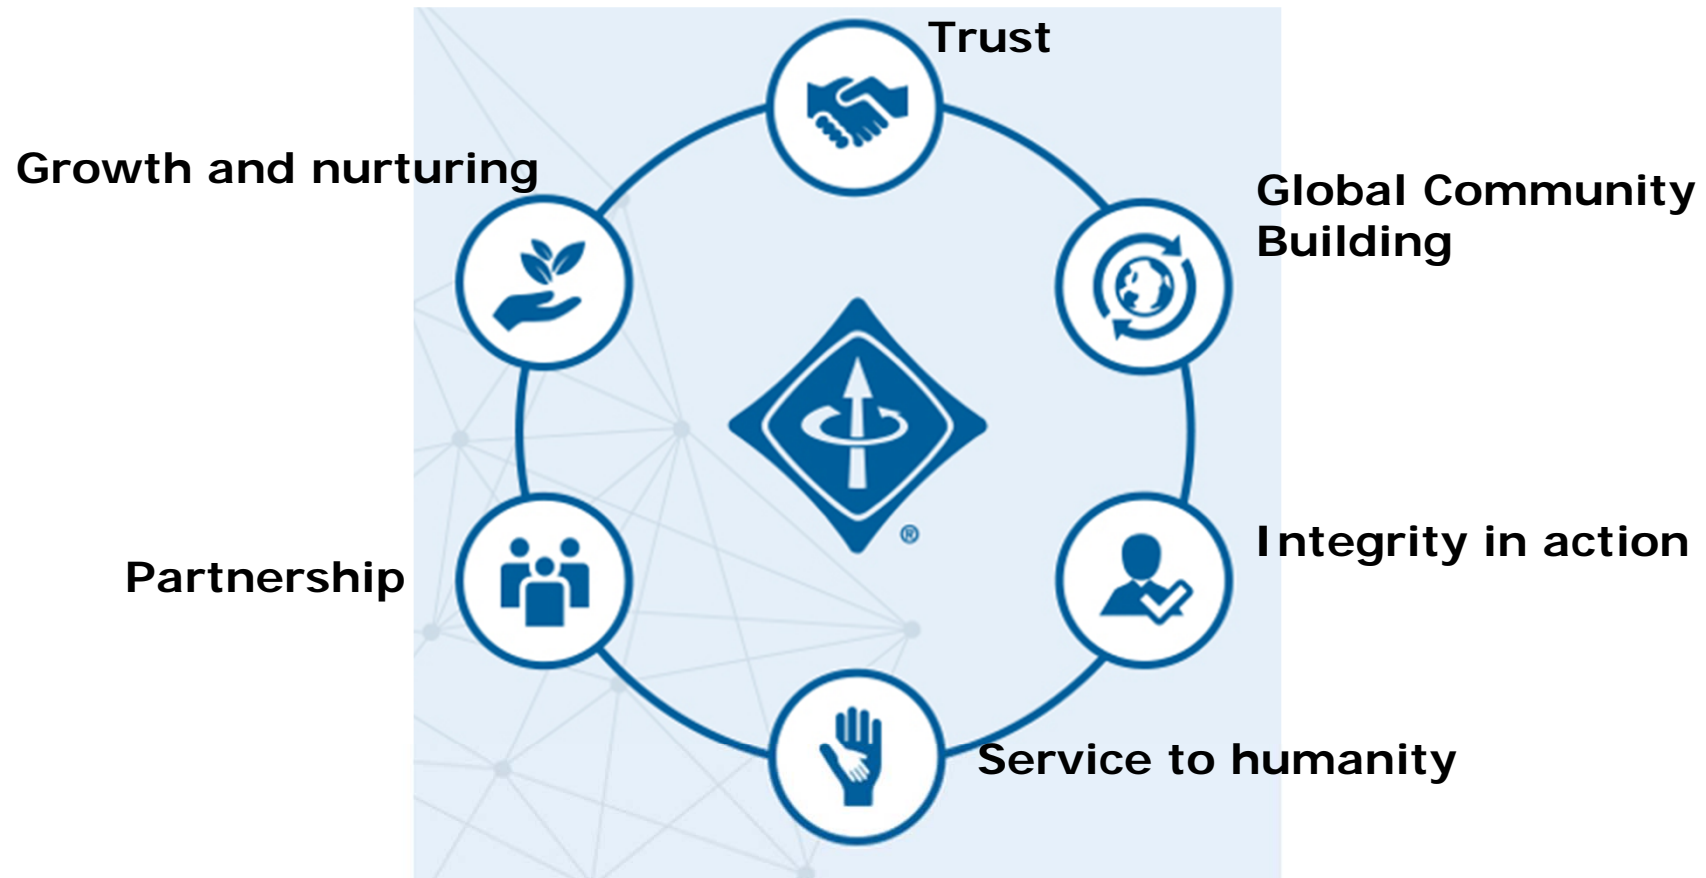 Trust
Growth and nurturing
Global Community
Building
Integrity in action
Partnership
Service to humanity
®